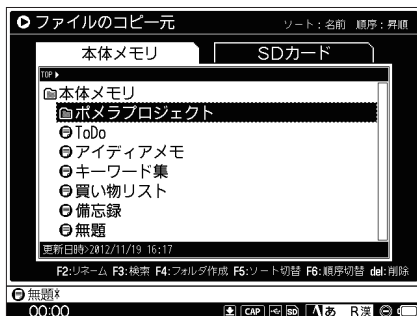 ファイルのコピー元 ソート：名前 順序：昇順
本体メモリ SDカード
TOP
本体メモリ
ポメラプロジェクト
ToDo
アイディアメモ
キーワード集
買い物リスト
備忘録
無題
更新日時>2012/11/19 16:17
F2:リネーム F3:検索 F4:フォルダ作成 F5:ソート切替 F6:順序切替 del:削除
無題*
00:00 CAP SD あ R漢